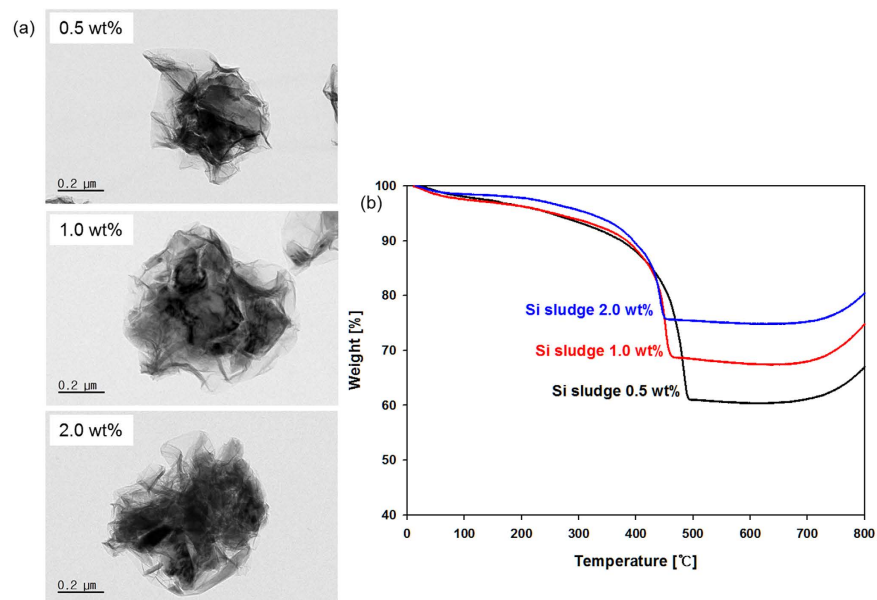 (a)
0.5 wt%
0.2 μm
1.0 wt%
0.2 μm
2.0 wt%
0.2 μm
(b)
100
90
80
70
60
50
40
Weight [%]
Si sludge 2.0 wt%
Si sludge 1.0 wt%
Si sludge 0.5 wt%
0 100 200 300 400 500 600 700 800
Temperature [℃]